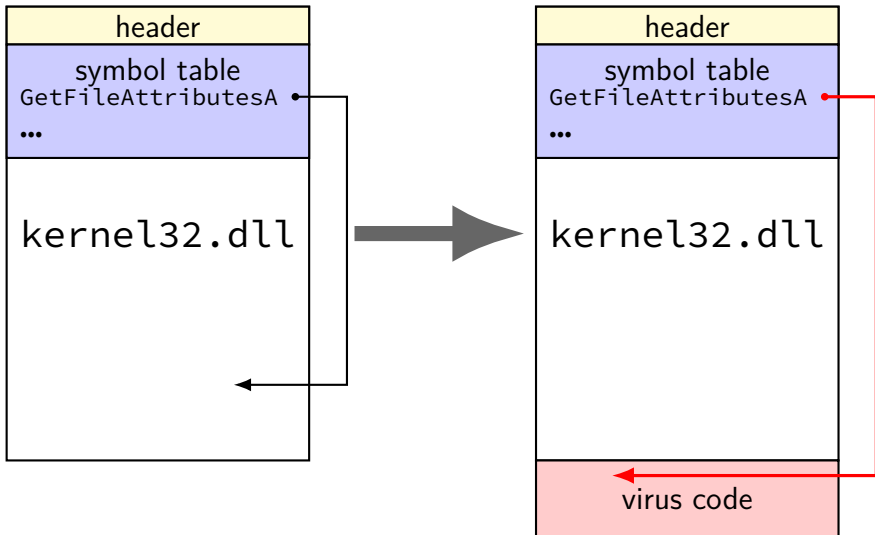 header
symbol table
GetFileAttributesA
...
kernel32.dll
header
symbol table
GetFileAttributesA
...
kernel32.dll
virus code